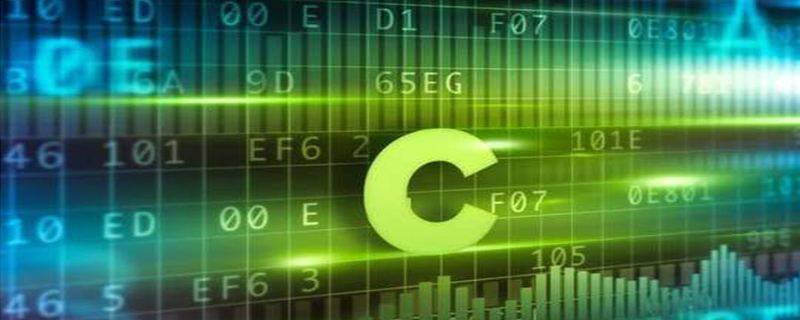 10 ED 00 E D1 F07 0E801
DE
6A 9D 65EG 6
46 101 EF6 2 101E
C
10 ED 00 E F07 0E801
105
46 5 EF6 3